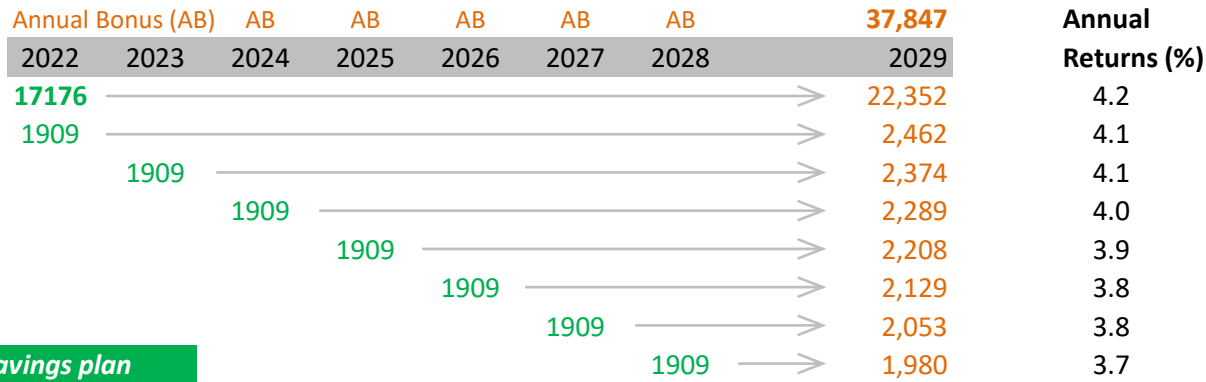 Annual Bonus (AB) AB AB AB AB AB 37,847 Annual
2022 2023 2024 2025 2026 2027 2028 2029 Returns (%)
17176 22,352 4.2
1909 2,462 4.1
1909 2,374 4.1
1909 2,289 4.0
1909 2,208 3.9
1909 2,129 3.8
1909 2,053 3.8
avings plan 1909 1,980 3.7